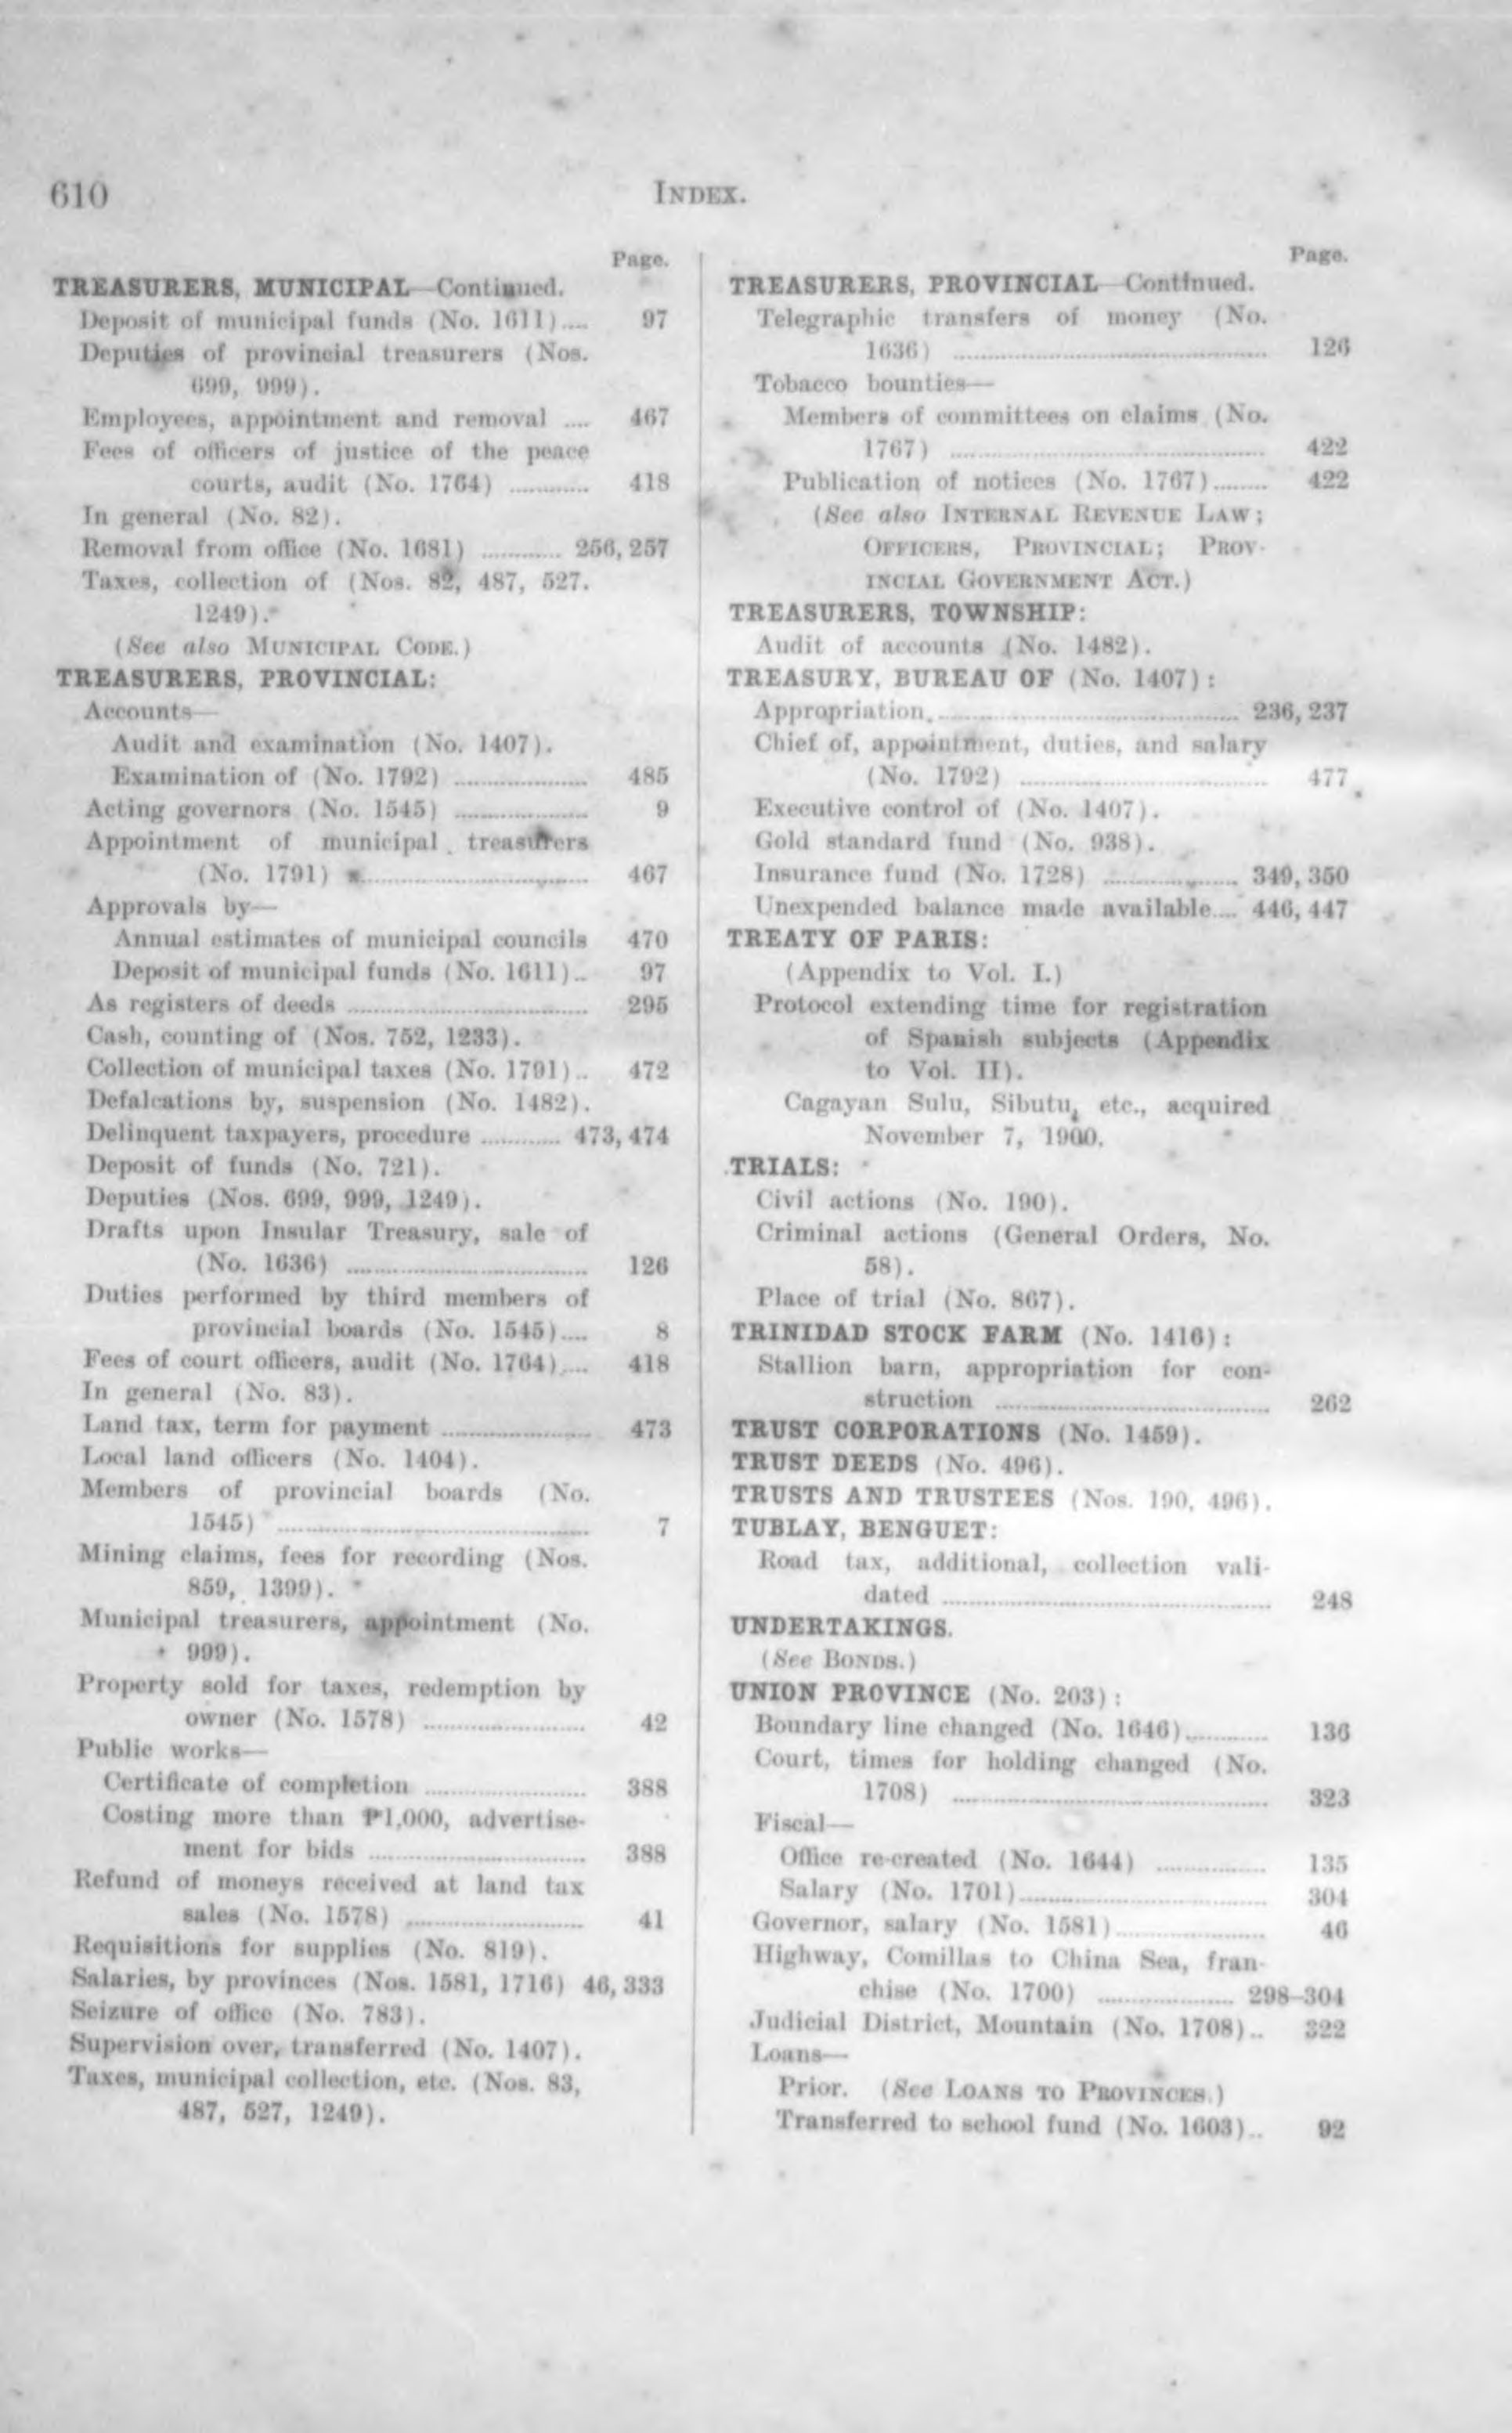 610
INDEX.
Page.
TREASURERS, MUNICIPAL—Continued.
Deposit of municipal funds (No. 1611).... 97
Deputies of provincial treasurers (Nos.
699, 999).
Employees, appointment and removal .... 467
Fees of officers of justice of the peace
courts, audit (No. 1764) ............ 418
In general (No. 82).
Removal from office (No. 1681) ............ 256, 257
Taxes, collection of (Nos. 82, 487, 527,
1249).
(See also MUNICIPAL CODE.)
TREASURERS, PROVINCIAL:
Accounts—
Audit and examination (No. 1407).
Examination of (No. 1792) .................... 485
Acting governors (No. 1545) .................... 9
Appointment of municipal treasurers
(No. 1791) .................................. 467
Approvals by—
Annual estimates of municipal councils 470
Deposit of municipal funds (No. 1611).. 97
As registers of deeds .................................... 295
Cash, counting of (Nos. 752, 1233).
Collection of municipal taxes (No. 1791).. 472
Defalcations by, suspension (No. 1482).
Delinquent taxpayers, procedure ............ 473, 474
Deposit of funds (No. 721).
Deputies (Nos. 699, 999, 1249).
Drafts upon Insular Treasury, sale of
(No. 1636) .................................... 126
Duties performed by third members of
provincial boards (No. 1545).... 8
Fees of court officers, audit (No. 1764).... 418
In general (No. 83).
Land tax, term for payment ...................... 473
Local land officers (No. 1404).
Members of provincial boards (No.
1545) .............................................. 7
Mining claims, fees for recording (Nos.
859, 1399).
Municipal treasurers, appointment (No.
999).
Property sold for taxes, redemption by
owner (No. 1578) ........................ 42
Public works—
Certificate of completion ........................ 388
Costing more than ₱1,000, advertise-
ment for bids ................................ 388
Refund of moneys received at land tax
sales (No. 1578) .......................... 41
Requisitions for supplies (No. 819).
Salaries, by provinces (Nos. 1581, 1716) 46, 333
Seizure of office (No. 783).
Supervision over, transferred (No. 1407).
Taxes, municipal collection, etc. (Nos. 83,
487, 527, 1249).
Page.
TREASURERS, PROVINCIAL—Continued.
Telegraphic transfers of money (No.
1636) .............................................. 126
Tobacco bounties—
Members of committees on claims (No.
1767) .............................................. 422
Publication of notices (No. 1767)........ 422
(See also INTERNAL REVENUE LAW;
OFFICERS, PROVINCIAL; PROV-
INCIAL GOVERNMENT ACT.)
TREASURERS, TOWNSHIP:
Audit of accounts (No. 1482).
TREASURY, BUREAU OF (No. 1407):
Appropriation............................................. 236, 237
Chief of, appointment, duties, and salary
(No. 1792) .................................... 477
Executive control of (No. 1407).
Gold standard fund (No. 938).
Insurance fund (No. 1728) .................... 349, 350
Unexpended balance made available.... 446, 447
TREATY OF PARIS:
(Appendix to Vol. I.)
Protocol extending time for registration
of Spanish subjects (Appendix
to Vol. II).
Cagayan Sulu, Sibutu, etc., acquired
November 7, 1900.
TRIALS:
Civil actions (No. 190).
Criminal actions (General Orders, No.
58).
Place of trial (No. 867).
TRINIDAD STOCK FARM (No. 1416):
Stallion barn, appropriation for con-
struction ........................................ 262
TRUST CORPORATIONS (No. 1459).
TRUST DEEDS (No. 496).
TRUSTS AND TRUSTEES (Nos. 190, 496).
TUBLAY, BENGUET:
Road tax, additional, collection vali-
dated ................................................ 248
UNDERTAKINGS.
(See BONDS.)
UNION PROVINCE (No. 203):
Boundary line changed (No. 1646)............ 136
Court, times for holding changed (No.
1708) .............................................. 323
Fiscal—
Office re-created (No. 1644) ................ 135
Salary (No. 1701).................................... 304
Governor, salary (No. 1581)...................... 46
Highway, Comillas to China Sea, fran-
chise (No. 1700) .................... 298–304
Judicial District, Mountain (No. 1708).. 322
Loans—
Prior. (See LOANS TO PROVINCES.)
Transferred to school fund (No. 1603).. 92